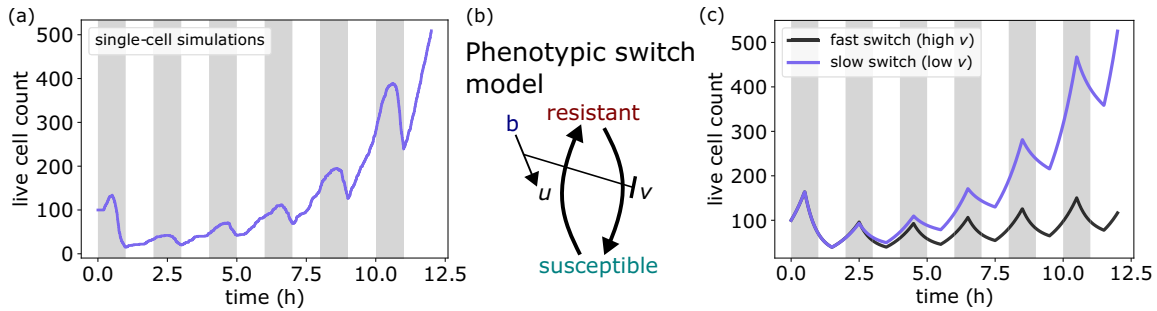 (a)
single-cell simulations
live cell count
500
400
300
200
100
0
0.0 2.5 5.0 7.5 10.0 12.5
time (h)
(b)
Phenotypic switch
model
resistant
b
u
v
susceptible
(c)
fast switch (high v)
slow switch (low v)
live cell count
500
400
300
200
100
0.0 2.5 5.0 7.5 10.0 12.5
time (h)